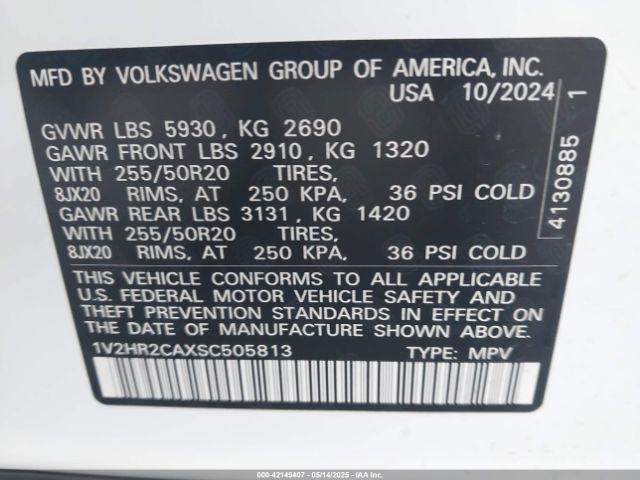 MFD BY VOLKSWAGEN GROUP OF AMERICA, INC.
USA 10/2024
GVWR LBS 5930 , KG 2690
GAWR FRONT LBS 2910 , KG 1320
WITH 255/50R20 TIRES,
8JX20 RIMS, AT 250 KPA, 36 PSI COLD
GAWR REAR LBS 3131 , KG 1420
WITH 255/50R20 TIRES,
8JX20 RIMS, AT 250 KPA, 36 PSI COLD
THIS VEHICLE CONFORMS TO ALL APPLICABLE
U.S. FEDERAL MOTOR VEHICLE SAFETY AND
THEFT PREVENTION STANDARDS IN EFFECT ON
THE DATE OF MANUFACTURE SHOWN ABOVE.
1V2HR2CAXSC505813 TYPE: MPV
4130885 1
000-42149407 - 05/14/2025 - IAA Inc.